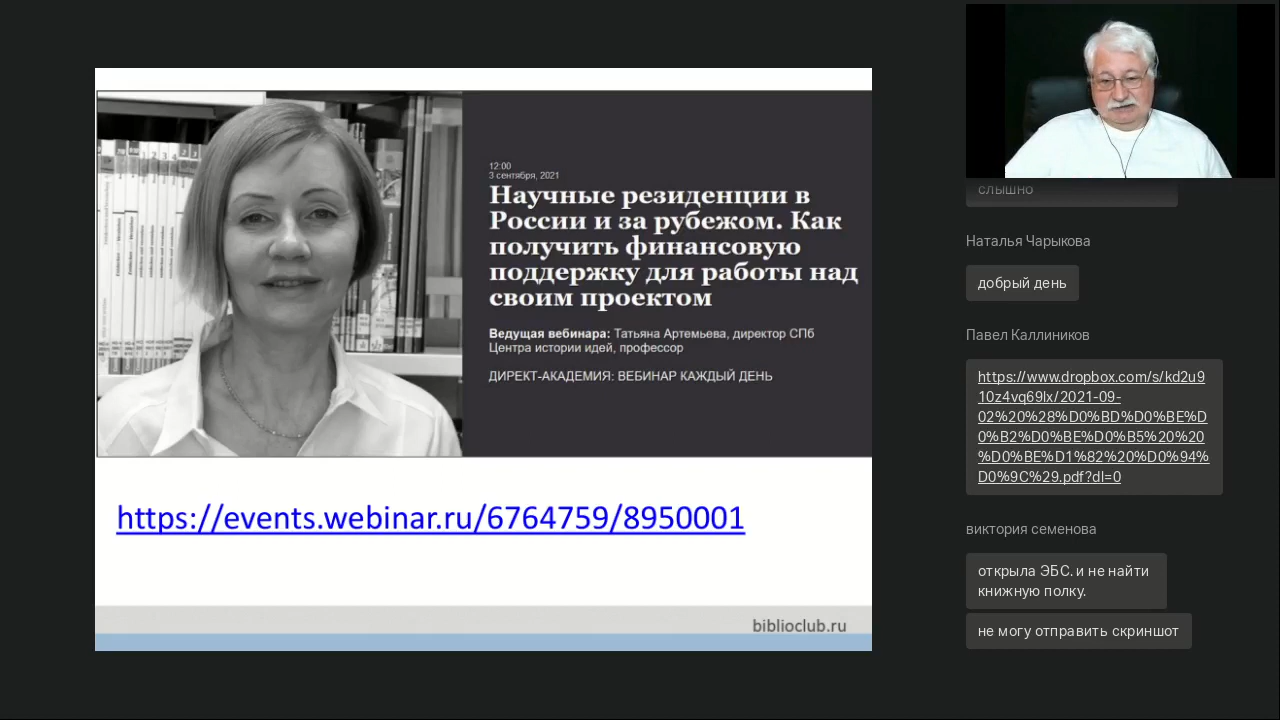 12:00
3 сентября, 2021
Научные резиденции в
России и за рубежом. Как
получить финансовую
поддержку для работы над
своим проектом
Ведущая вебинара: Татьяна Артемьева, директор СПб
Центра истории идей, профессор
ДИРЕКТ-АКАДЕМИЯ: ВЕБИНАР КАЖДЫЙ ДЕНЬ
https://events.webinar.ru/6764759/8950001
biblioclub.ru
слышно
Наталья Чарыкова
добрый день
Павел Каллиников
https://www.dropbox.com/s/kd2u9
10z4vq69lx/2021-09-
02%20%28%D0%BD%D0%BE%D
0%B2%D0%BE%D0%B5%20%20
%D0%BE%D1%82%20%D0%94%
D0%9C%29.pdf?dl=0
виктория семенова
открыла ЭБС. и не найти
книжную полку.
не могу отправить скриншот